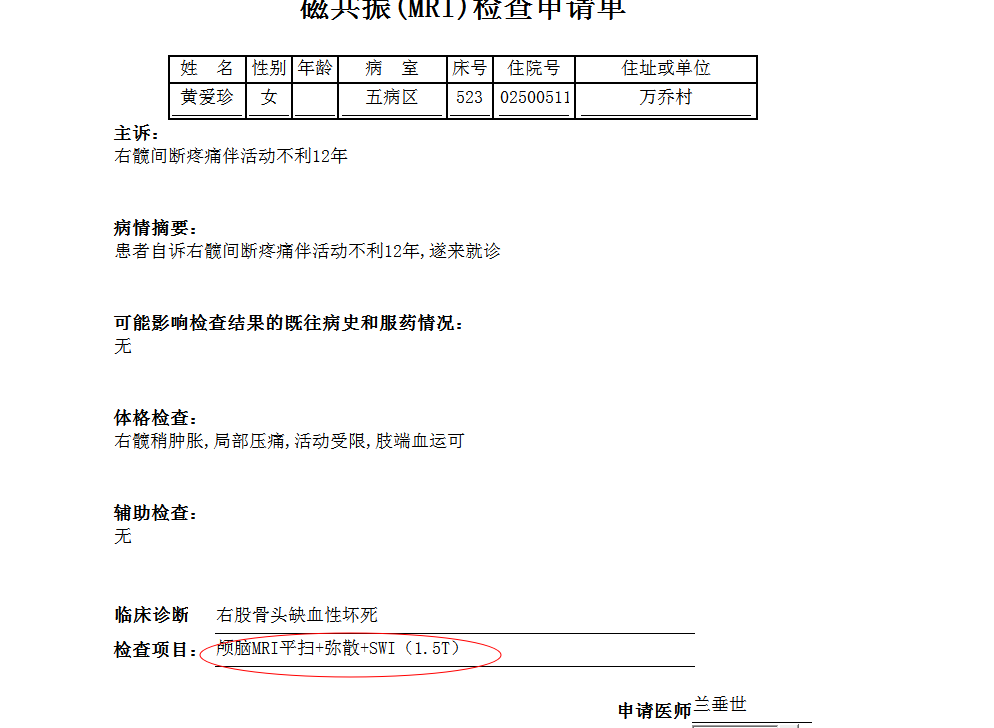 磁共振(MRI)检查申请单
姓 名 性别 年龄 病 室 床号 住院号 住址或单位
黄爱珍 女 五病区 523 02500511 万乔村
主诉:
右髋间断疼痛伴活动不利12年
病情摘要:
患者自诉右髋间断疼痛伴活动不利12年,遂来就诊
可能影响检查结果的既往病史和服药情况:
无
体格检查:
右髋稍肿胀,局部压痛,活动受限,肢端血运可
辅助检查:
无
临床诊断 右股骨头缺血性坏死
检查项目: 颅脑MRI平扫+弥散+SWI（1.5T）
申请医师 兰垂世